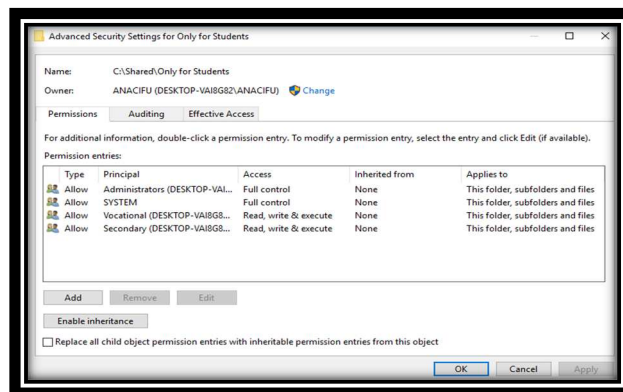 Advanced Security Settings for Only for Students
Name: C:\Shared\Only for Students
Owner: ANACIFU (DESKTOP-VAI8G82\ANACIFU) Change
Permissions Auditing Effective Access
For additional information, double-click a permission entry. To modify a permission entry, select the entry and click Edit (if available).
Permission entries:
Type Principal Access Inherited from Applies to
Allow Administrators (DESKTOP-VAI... Full control None This folder, subfolders and files
Allow SYSTEM Full control None This folder, subfolders and files
Allow Vocational (DESKTOP-VAI8G8... Read, write & execute None This folder, subfolders and files
Allow Secondary (DESKTOP-VAI8G8... Read, write & execute None This folder, subfolders and files
Add Remove Edit
Enable inheritance
Replace all child object permission entries with inheritable permission entries from this object
OK Cancel Apply